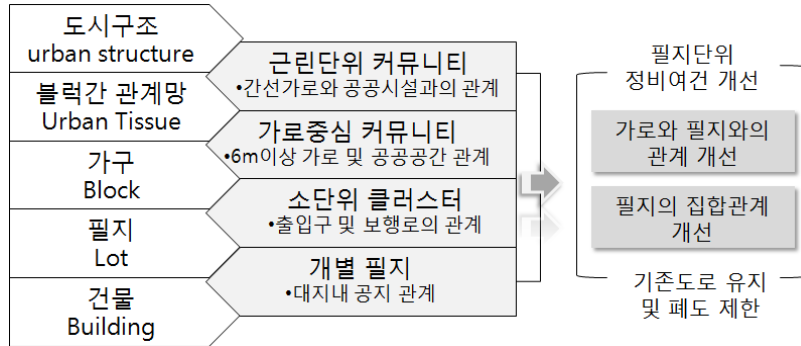 도시구조
urban structure
블럭간 관계망
Urban Tissue
가구
Block
필지
Lot
건물
Building
근린단위 커뮤니티
•간선가로와 공공시설과의 관계
가로중심 커뮤니티
•6m이상 가로 및 공공공간 관계
소단위 클러스터
•출입구 및 보행로의 관계
개별 필지
•대지내 공지 관계
필지단위
정비여건 개선
가로와 필지와의
관계 개선
필지의 집합관계
개선
기존도로 유지
및 폐도 제한